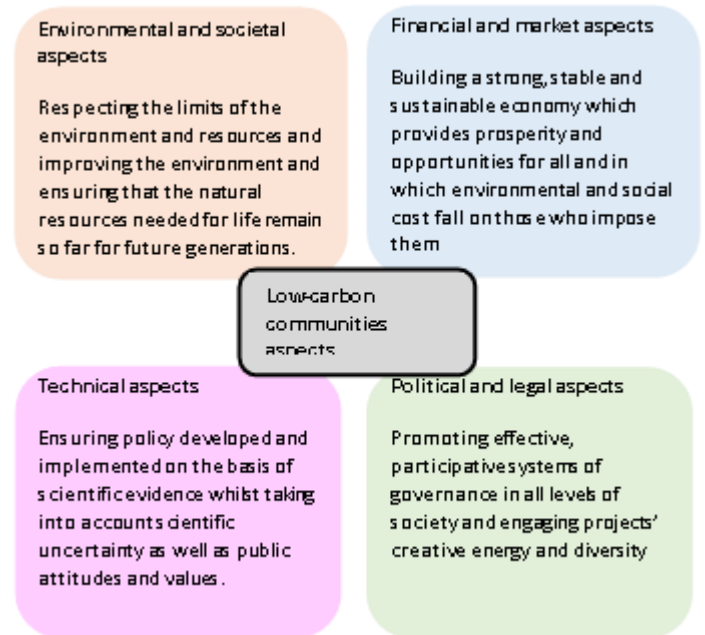 Environmental and societal
aspects
Respecting the limits of the
environment and resources and
improving the environment and
ensuring that the natural
resources needed for life remain
so far for future generations.
Financial and market aspects
Building a strong, stable and
sustainable economy which
provides prosperity and
opportunities for all and in
which environmental and social
cost fall on those who impose
them
Low-carbon
communities
aspects
Technical aspects
Ensuring policy developed and
implemented on the basis of
scientific evidence whilst taking
into account scientific
uncertainty as well as public
attitudes and values.
Political and legal aspects
Promoting effective,
participative systems of
governance in all levels of
society and engaging projects’
creative energy and diversity